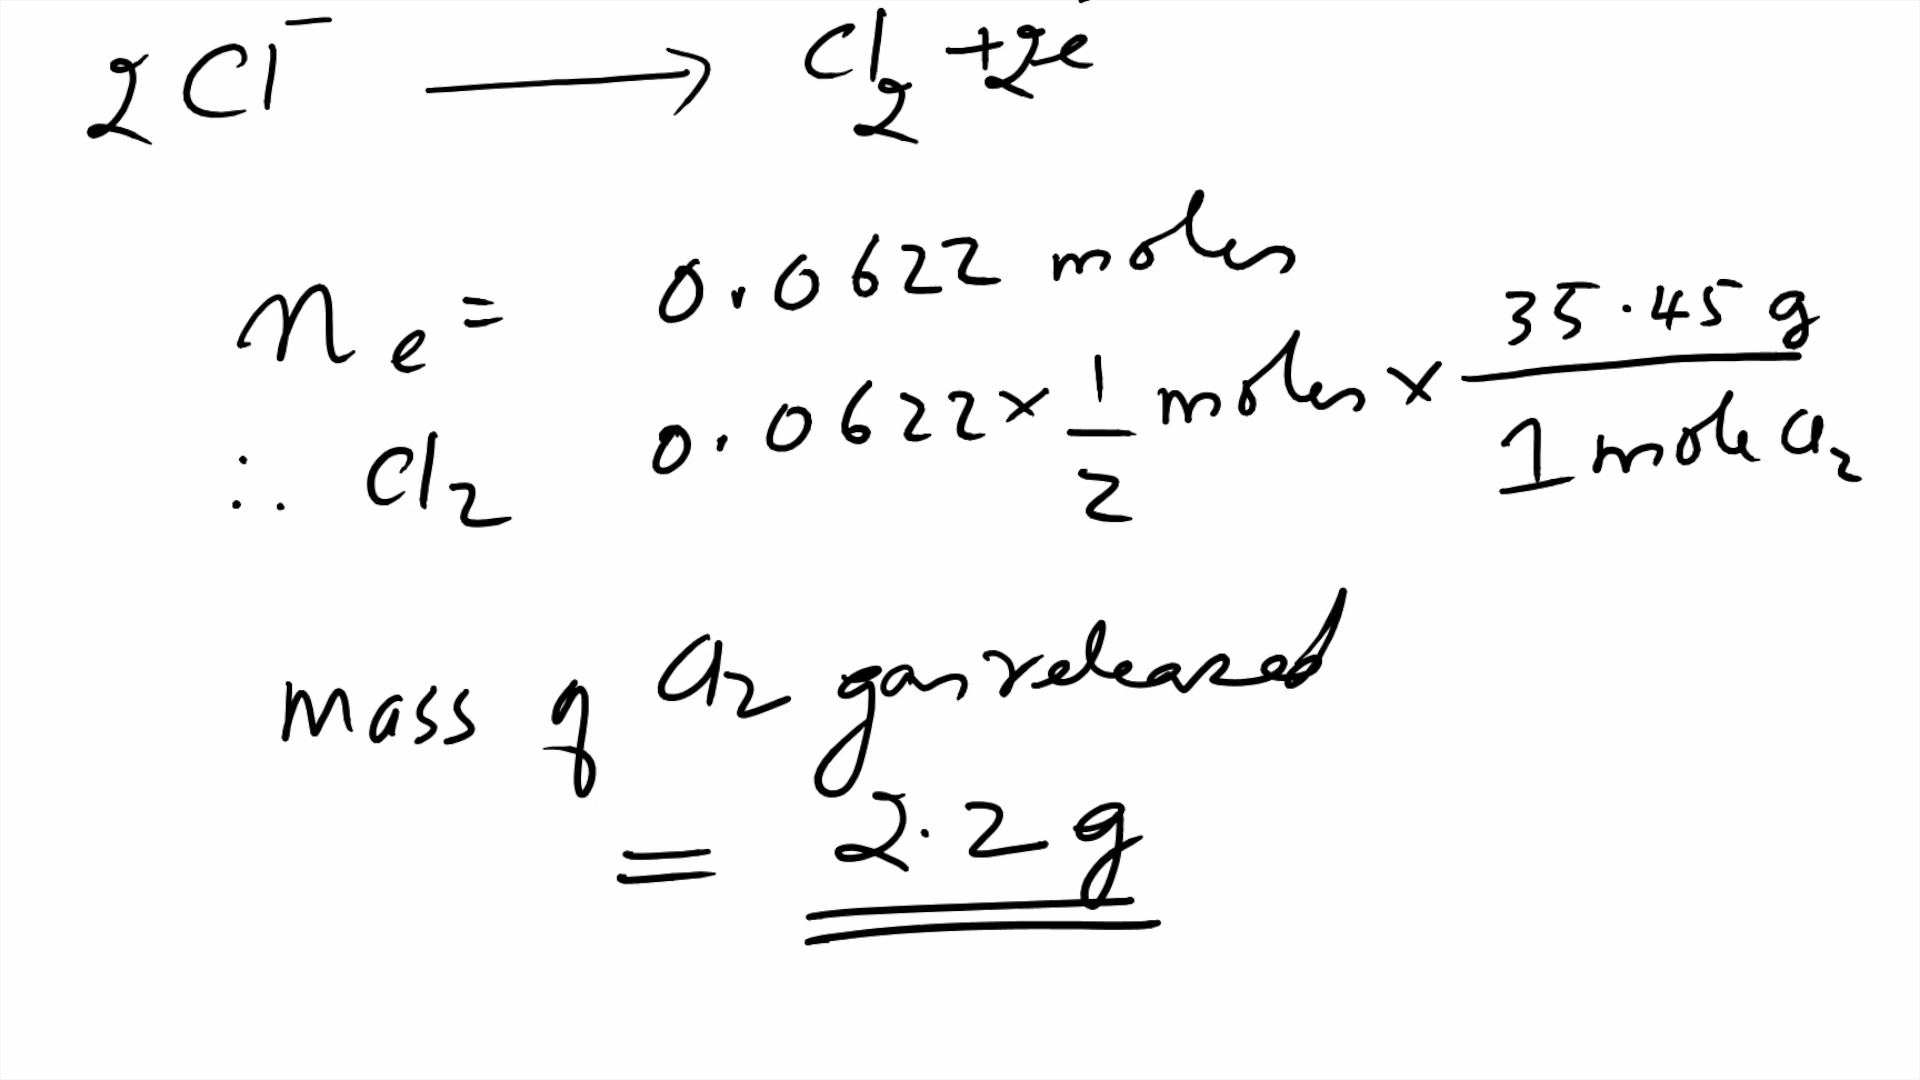 2Cl⁻ → Cl₂ + 2e⁻
nₑ = 0.0622 moles
∴ Cl₂ 0.0622 × 1/2 moles × 35.45 g / 1 mole Cl₂
mass of Cl₂ gas released
= 2.2 g